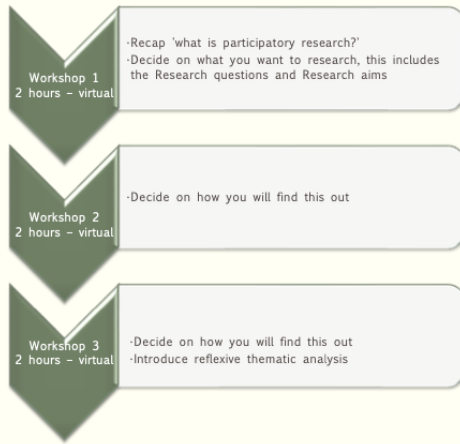 Workshop 1
2 hours – virtual
·Recap 'what is participatory research?'
·Decide on what you want to research, this includes
the Research questions and Research aims
Workshop 2
2 hours – virtual
·Decide on how you will find this out
Workshop 3
2 hours – virtual
·Decide on how you will find this out
·Introduce reflexive thematic analysis